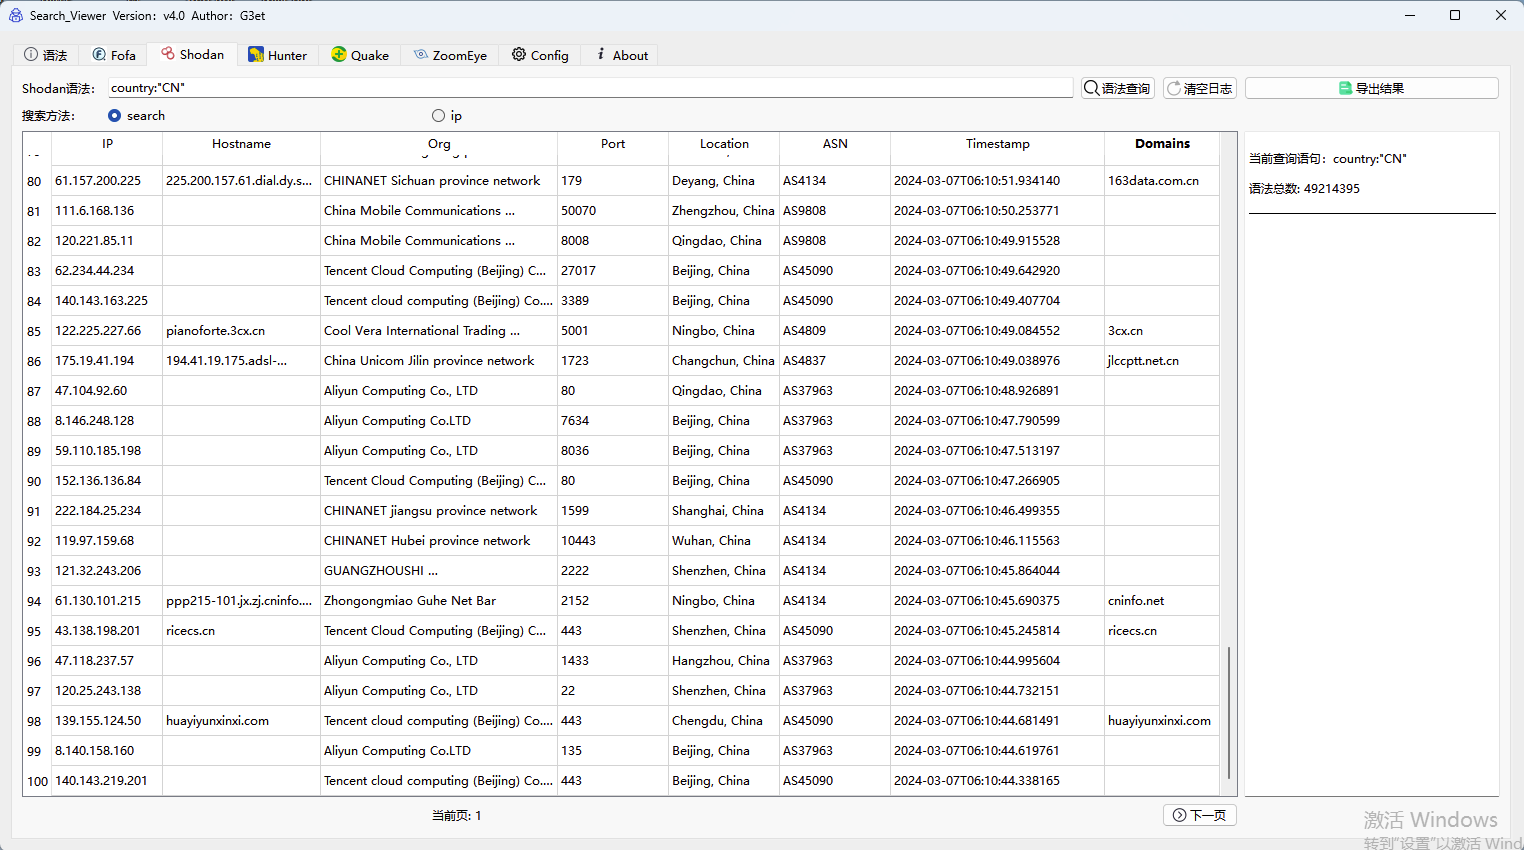 Search_Viewer Version: v4.0 Author: G3et
语法 Fofa Shodan Hunter Quake ZoomEye Config About
Shodan语法: country:"CN" 语法查询 清空日志 导出结果
搜索方法: search ip
IP Hostname Org Port Location ASN Timestamp Domains
80 61.157.200.225 225.200.157.61.dial.dy.s... CHINANET Sichuan province network 179 Deyang, China AS4134 2024-03-07T06:10:51.934140 163data.com.cn
81 111.6.168.136 China Mobile Communications ... 50070 Zhengzhou, China AS9808 2024-03-07T06:10:50.253771
82 120.221.85.11 China Mobile Communications ... 8008 Qingdao, China AS9808 2024-03-07T06:10:49.915528
83 62.234.44.234 Tencent Cloud Computing (Beijing) C... 27017 Beijing, China AS45090 2024-03-07T06:10:49.642920
84 140.143.163.225 Tencent cloud computing (Beijing) Co.... 3389 Beijing, China AS45090 2024-03-07T06:10:49.407704
85 122.225.227.66 pianoforte.3cx.cn Cool Vera International Trading ... 5001 Ningbo, China AS4809 2024-03-07T06:10:49.084552 3cx.cn
86 175.19.41.194 194.41.19.175.adsl-... China Unicom Jilin province network 1723 Changchun, China AS4837 2024-03-07T06:10:49.038976 jlccptt.net.cn
87 47.104.92.60 Aliyun Computing Co., LTD 80 Qingdao, China AS37963 2024-03-07T06:10:48.926891
88 8.146.248.128 Aliyun Computing Co.LTD 7634 Beijing, China AS37963 2024-03-07T06:10:47.790599
89 59.110.185.198 Aliyun Computing Co., LTD 8036 Beijing, China AS37963 2024-03-07T06:10:47.513197
90 152.136.136.84 Tencent Cloud Computing (Beijing) C... 80 Beijing, China AS45090 2024-03-07T06:10:47.266905
91 222.184.25.234 CHINANET jiangsu province network 1599 Shanghai, China AS4134 2024-03-07T06:10:46.499355
92 119.97.159.68 CHINANET Hubei province network 10443 Wuhan, China AS4134 2024-03-07T06:10:46.115563
93 121.32.243.206 GUANGZHOUSHI ... 2222 Shenzhen, China AS4134 2024-03-07T06:10:45.864044
94 61.130.101.215 ppp215-101.jx.zj.cninfo.... Zhongongmiao Guhe Net Bar 2152 Ningbo, China AS4134 2024-03-07T06:10:45.690375 cninfo.net
95 43.138.198.201 ricecs.cn Tencent Cloud Computing (Beijing) C... 443 Shenzhen, China AS45090 2024-03-07T06:10:45.245814 ricecs.cn
96 47.118.237.57 Aliyun Computing Co., LTD 1433 Hangzhou, China AS37963 2024-03-07T06:10:44.995604
97 120.25.243.138 Aliyun Computing Co., LTD 22 Shenzhen, China AS37963 2024-03-07T06:10:44.732151
98 139.155.124.50 huayiyunxinxi.com Tencent cloud computing (Beijing) Co.... 443 Chengdu, China AS45090 2024-03-07T06:10:44.681491 huayiyunxinxi.com
99 8.140.158.160 Aliyun Computing Co.LTD 135 Beijing, China AS37963 2024-03-07T06:10:44.619761
100 140.143.219.201 Tencent cloud computing (Beijing) Co.... 443 Beijing, China AS45090 2024-03-07T06:10:44.338165
当前查询语句: country:"CN"
语法总数: 49214395
当前页: 1 下一页
激活 Windows
转到"设置"以激活 Wind